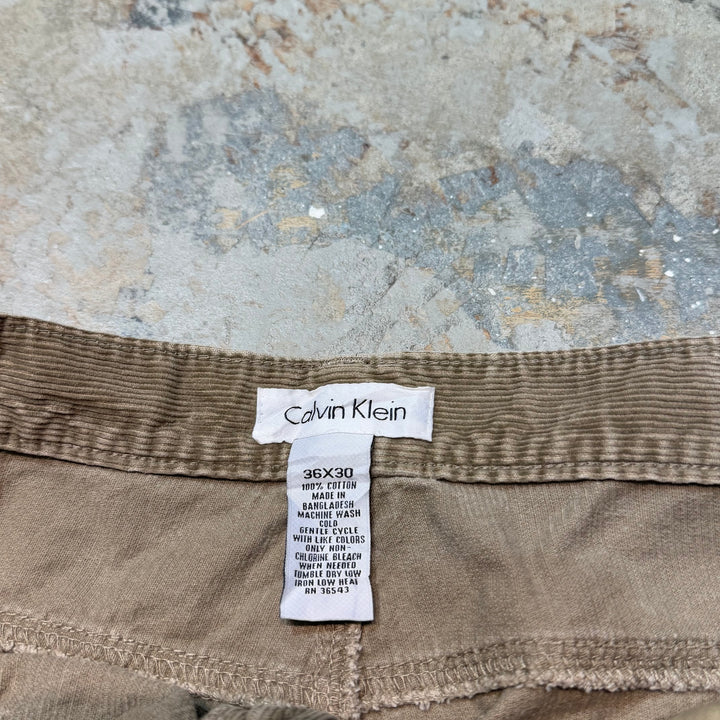 Calvin Klein
36X30
100% COTTON
MADE IN
BANGLADESH
MACHINE WASH
COLD
GENTLE CYCLE
WITH LIKE COLORS
ONLY NON-
CHLORINE BLEACH
WHEN NEEDED
TUMBLE DRY LOW
IRON LOW HEAT
RN 36543